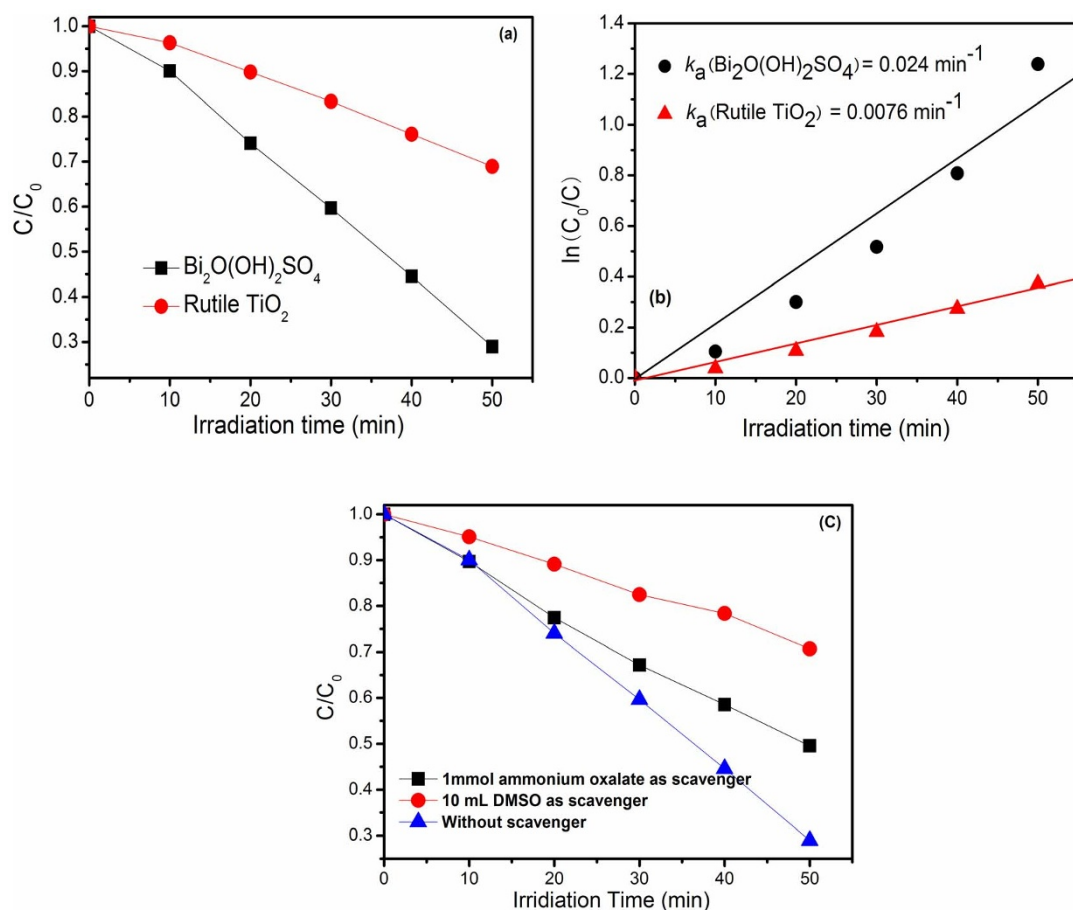 (a)
C/C₀
1.0
0.9
0.8
0.7
0.6
0.5
0.4
0.3
Bi₂O(OH)₂SO₄
Rutile TiO₂
0 10 20 30 40 50
Irradiation time (min)
(b)
ln(C₀/C)
1.4
1.2
1.0
0.8
0.6
0.4
0.2
0.0
kₐ(Bi₂O(OH)₂SO₄) = 0.024 min⁻¹
kₐ(Rutile TiO₂) = 0.0076 min⁻¹
0 10 20 30 40 50
Irradiation time (min)
(C)
C/C₀
1.0
0.9
0.8
0.7
0.6
0.5
0.4
0.3
1mmol ammonium oxalate as scavenger
10 mL DMSO as scavenger
Without scavenger
0 10 20 30 40 50
Irridiation Time (min)